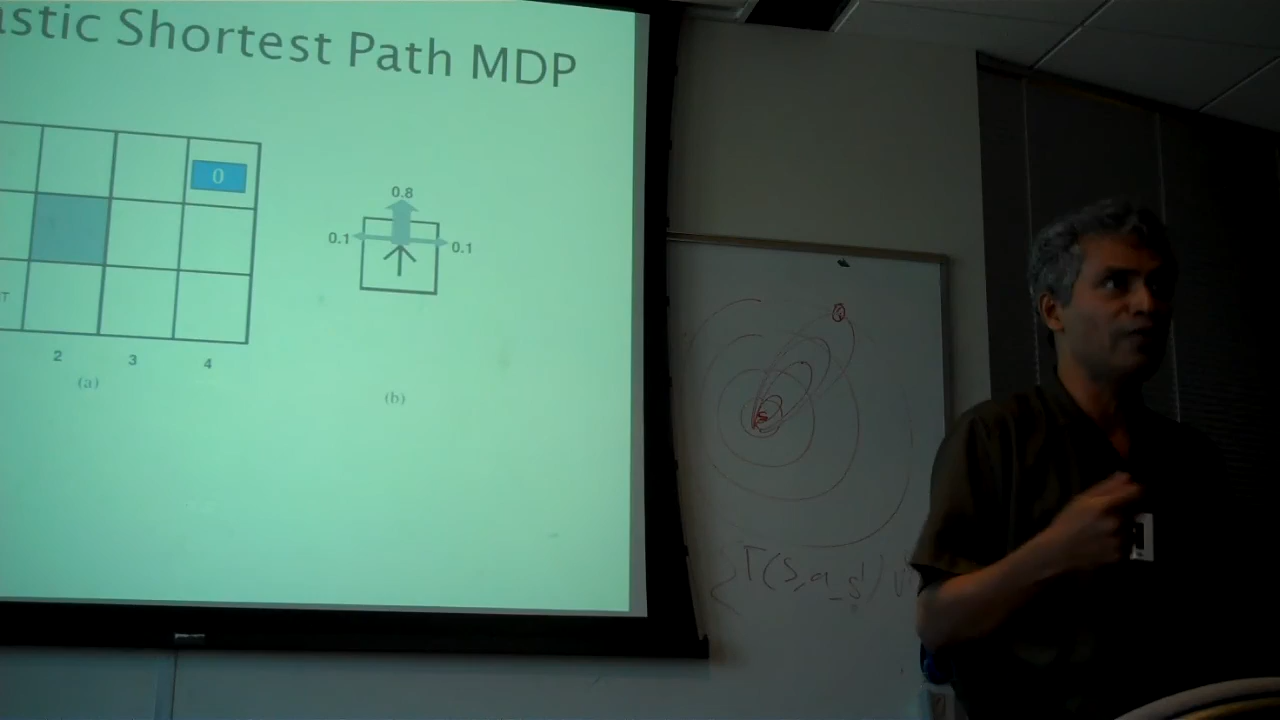 astic Shortest Path MDP
0
0.8
0.1
0.1
T
2
3
4
(a)
(b)
S
T(S, a, s') V